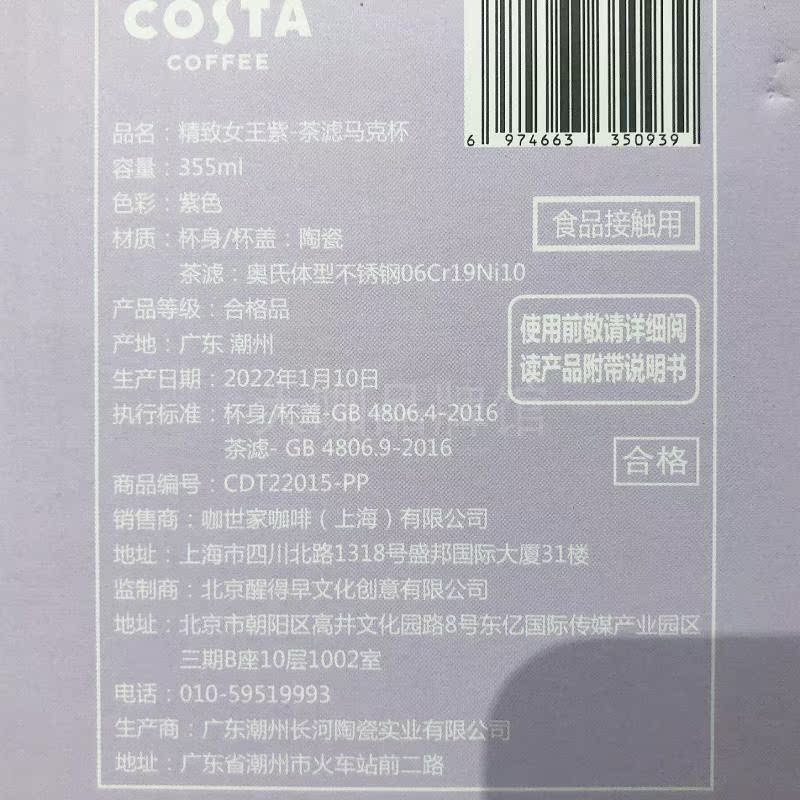 COSTA
COFFEE
6 974663 350939
品名：精致女王紫-茶滤马克杯
容量：355ml
色彩：紫色
材质：杯身/杯盖：陶瓷
食品接触用
茶滤：奥氏体型不锈钢06Cr19Ni10
产品等级：合格品
使用前敬请详细阅
读产品附带说明书
产地：广东 潮州
生产日期：2022年1月10日
执行标准：杯身/杯盖-GB 4806.4-2016
茶滤- GB 4806.9-2016
合格
商品编号：CDT22015-PP
销售商：咖世家咖啡（上海）有限公司
地址：上海市四川北路1318号盛邦国际大厦31楼
监制商：北京醒得早文化创意有限公司
地址：北京市朝阳区高井文化园路8号东亿国际传媒产业园区
三期B座10层1002室
电话：010-59519993
生产商：广东潮州长河陶瓷实业有限公司
地址：广东省潮州市火车站前二路